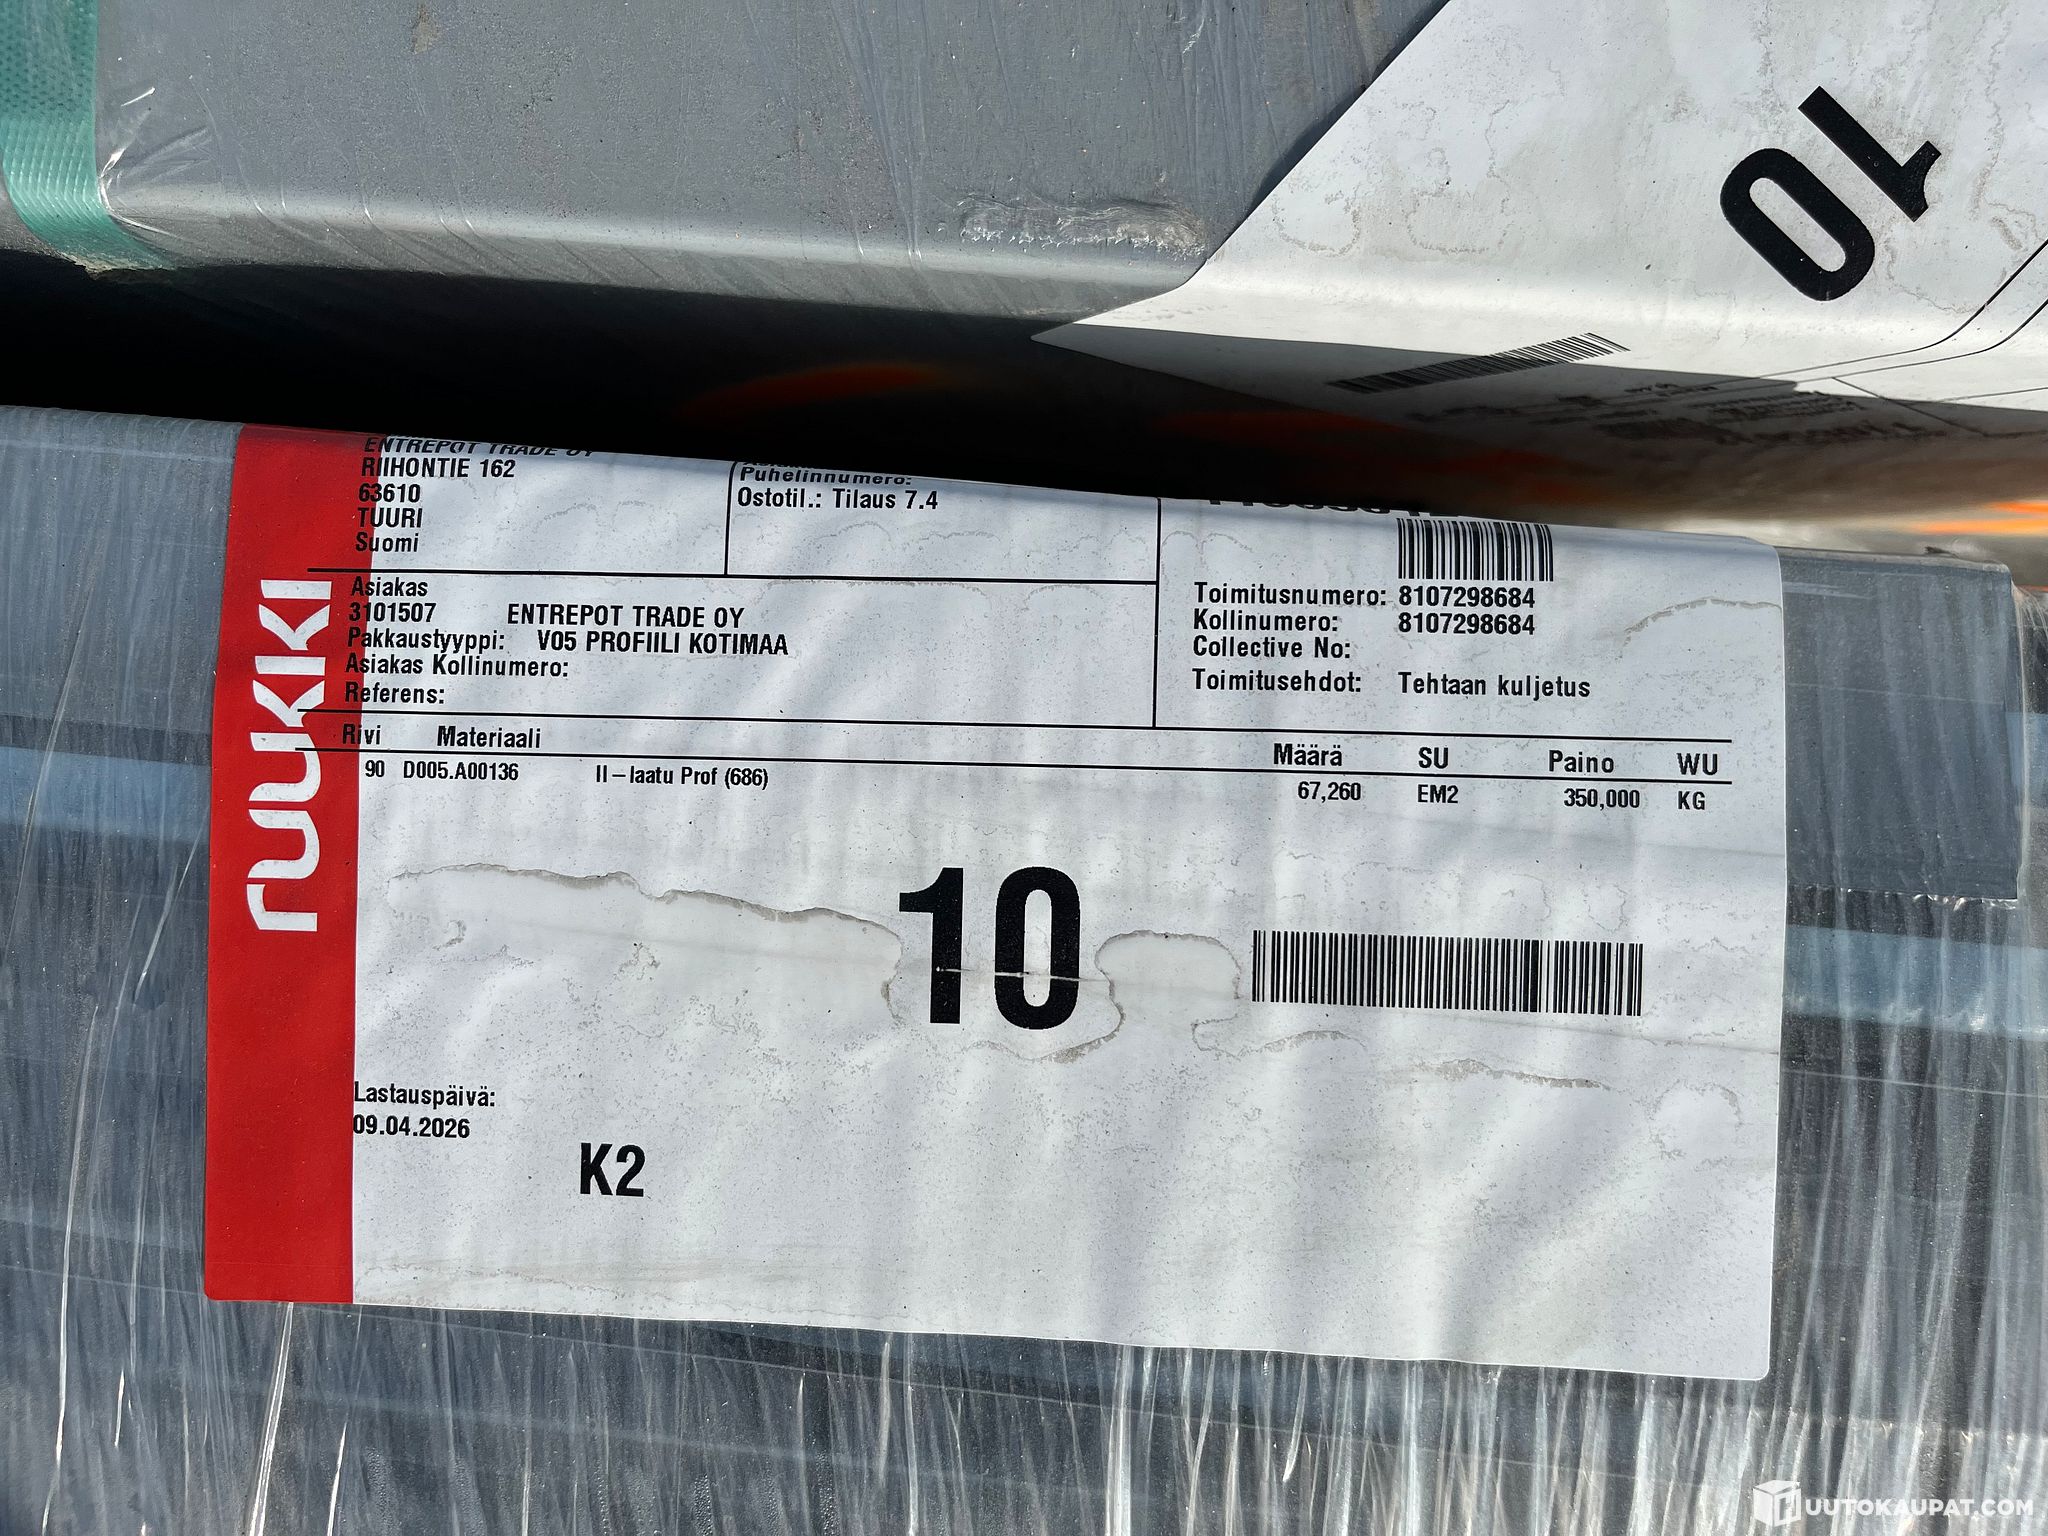 10
ruukki
ENTREPOT TRADE OY
RIIHONTIE 162
63610
TUURI
Suomi
Puhelinnumero:
Ostotil.: Tilaus 7.4
Asiakas
3101507 ENTREPOT TRADE OY
Pakkaustyyppi: V05 PROFIILI KOTIMAA
Asiakas Kollinumero:
Referens:
Toimitusnumero: 8107298684
Kollinumero: 8107298684
Collective No:
Toimitusehdot: Tehtaan kuljetus
Rivi Materiaali Määrä SU Paino WU
90 D005.A00136 II-laatu Prof (686) 67,260 EM2 350,000 KG
10
Lastauspäivä:
09.04.2026
K2
HUUTOKAUPAT.COM